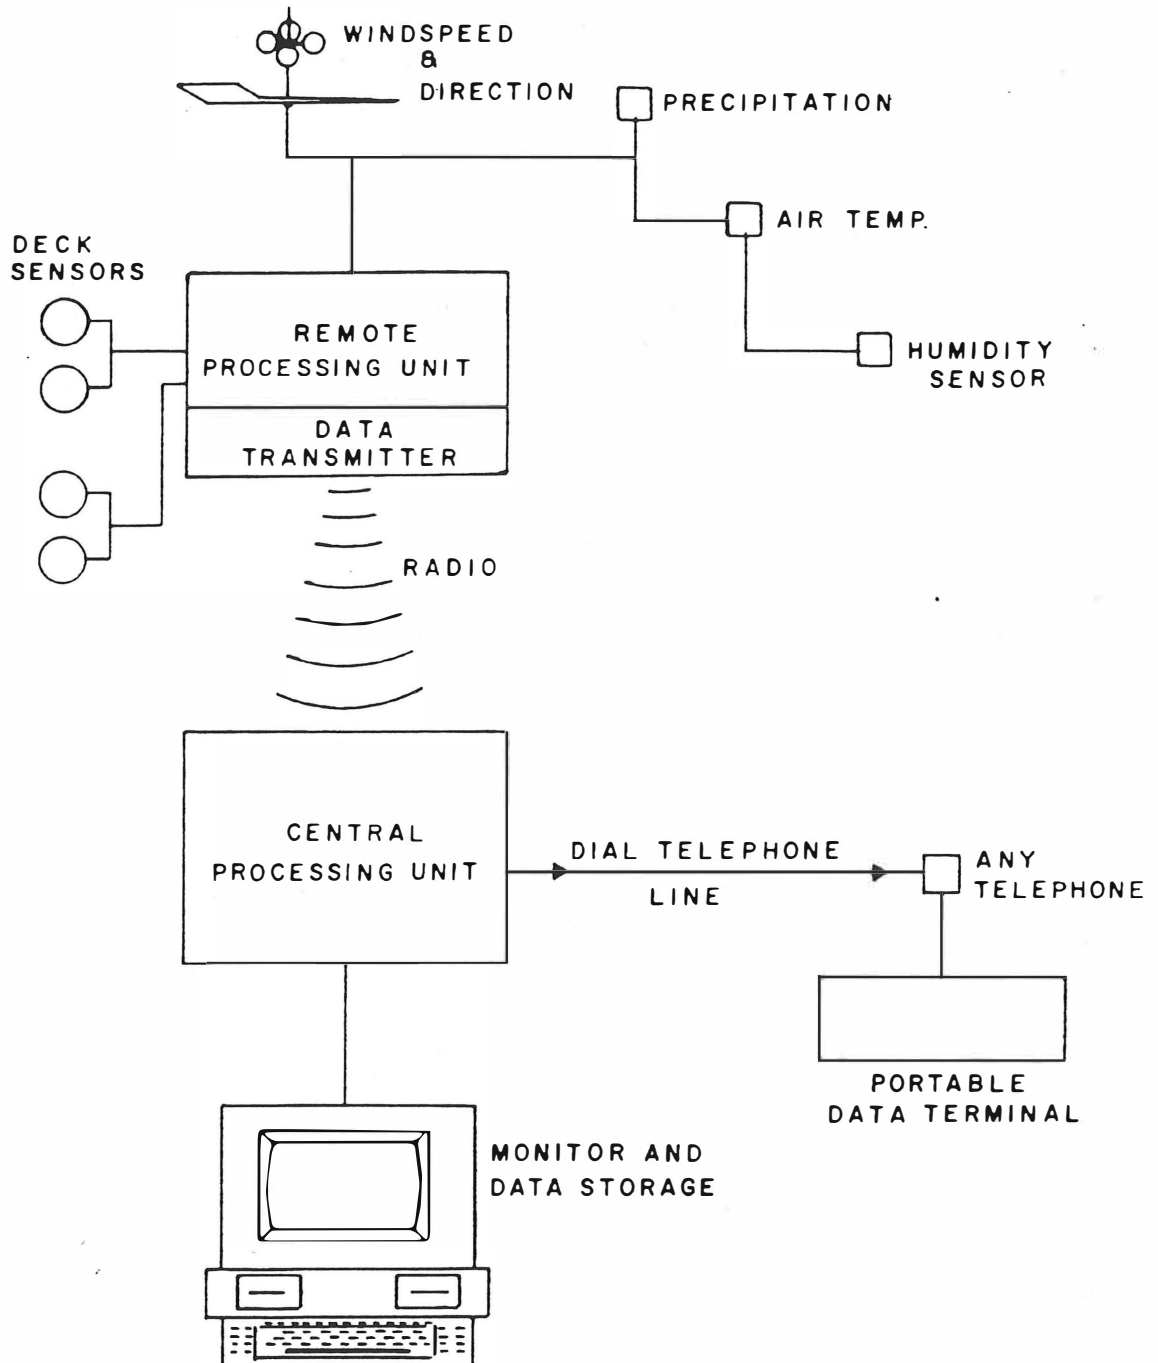 WINDSPEED
&
DIRECTION
PRECIPITATION
AIR TEMP.
DECK
SENSORS
REMOTE
PROCESSING UNIT
HUMIDITY
SENSOR
DATA
TRANSMITTER
RADIO
CENTRAL
PROCESSING UNIT
DIAL TELEPHONE
LINE
ANY
TELEPHONE
PORTABLE
DATA TERMINAL
MONITOR AND
DATA STORAGE